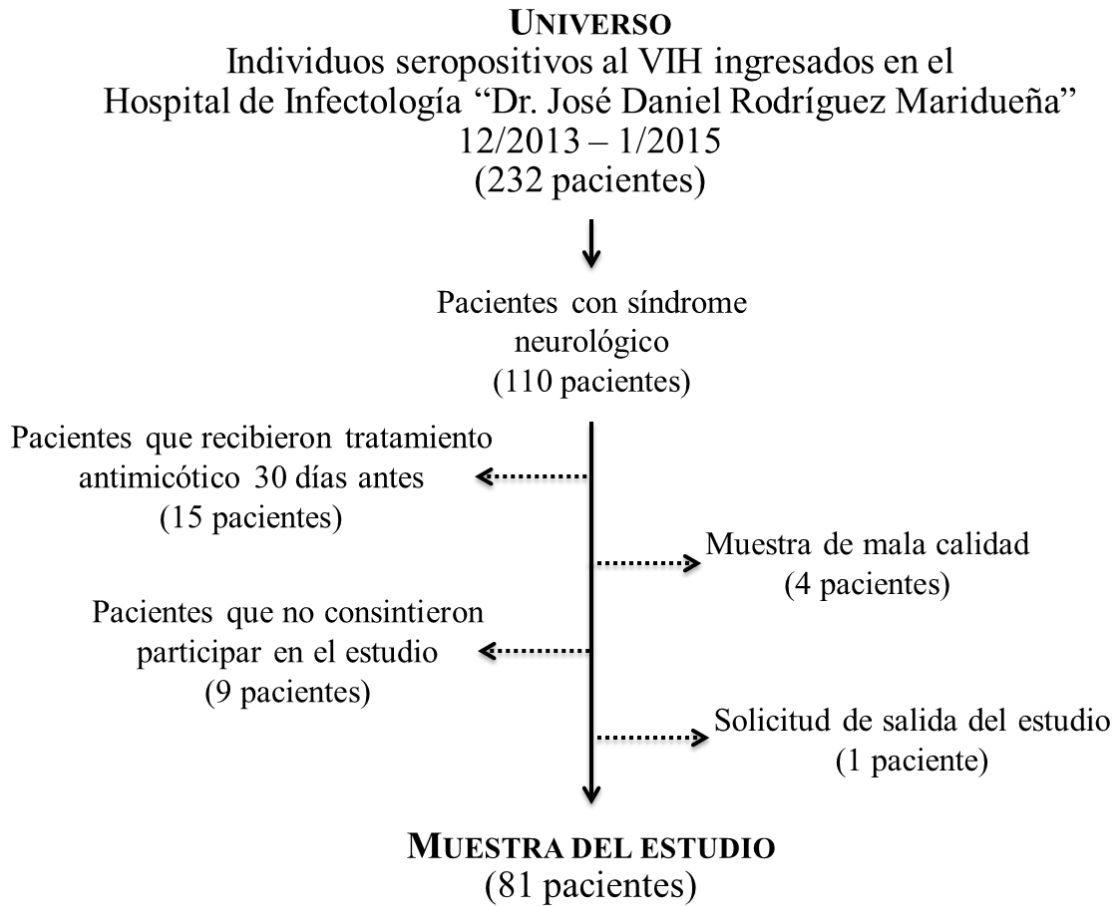 UNIVERSO
Individuos seropositivos al VIH ingresados en el
Hospital de Infectología “Dr. José Daniel Rodríguez Maridueña”
12/2013 – 1/2015
(232 pacientes)
Pacientes con síndrome
neurológico
(110 pacientes)
Pacientes que recibieron tratamiento
antimicótico 30 días antes
(15 pacientes)
Muestra de mala calidad
(4 pacientes)
Pacientes que no consintieron
participar en el estudio
(9 pacientes)
Solicitud de salida del estudio
(1 paciente)
MUESTRA DEL ESTUDIO
(81 pacientes)